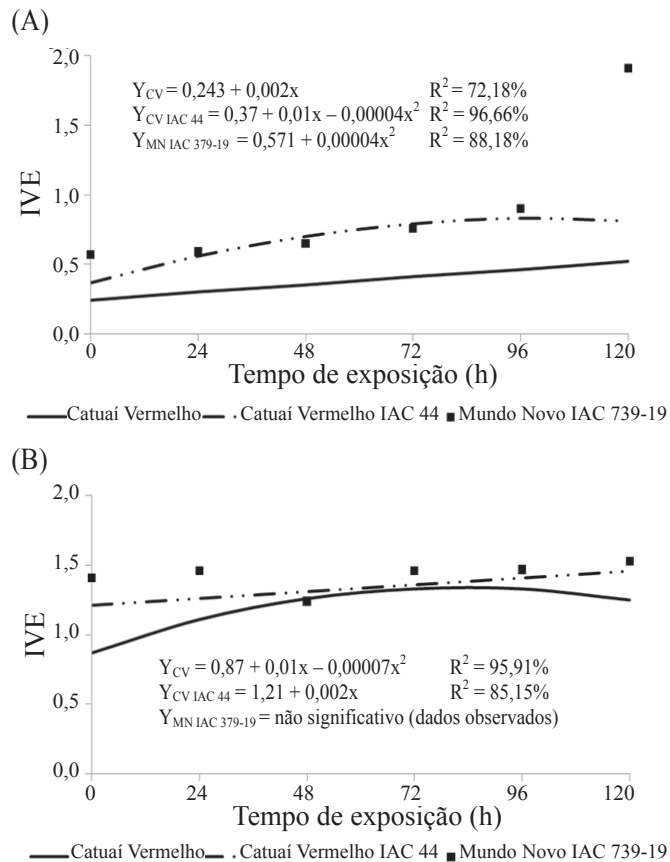 (A)
2,0
Y_CV = 0,243 + 0,002x R² = 72,18%
Y_CV IAC 44 = 0,37 + 0,01x – 0,00004x² R² = 96,66%
1,5
Y_MN IAC 379-19 = 0,571 + 0,00004x² R² = 88,18%
IVE
1,0
0,5
0,0
0 24 48 72 96 120
Tempo de exposição (h)
Catuaí Vermelho Catuaí Vermelho IAC 44 Mundo Novo IAC 739-19
(B)
2,0
1,5
IVE
1,0
Y_CV = 0,87 + 0,01x – 0,00007x² R² = 95,91%
Y_CV IAC 44 = 1,21 + 0,002x R² = 85,15%
0,5
Y_MN IAC 379-19 = não significativo (dados observados)
0,0
0 24 48 72 96 120
Tempo de exposição (h)
Catuaí Vermelho Catuaí Vermelho IAC 44 Mundo Novo IAC 739-19